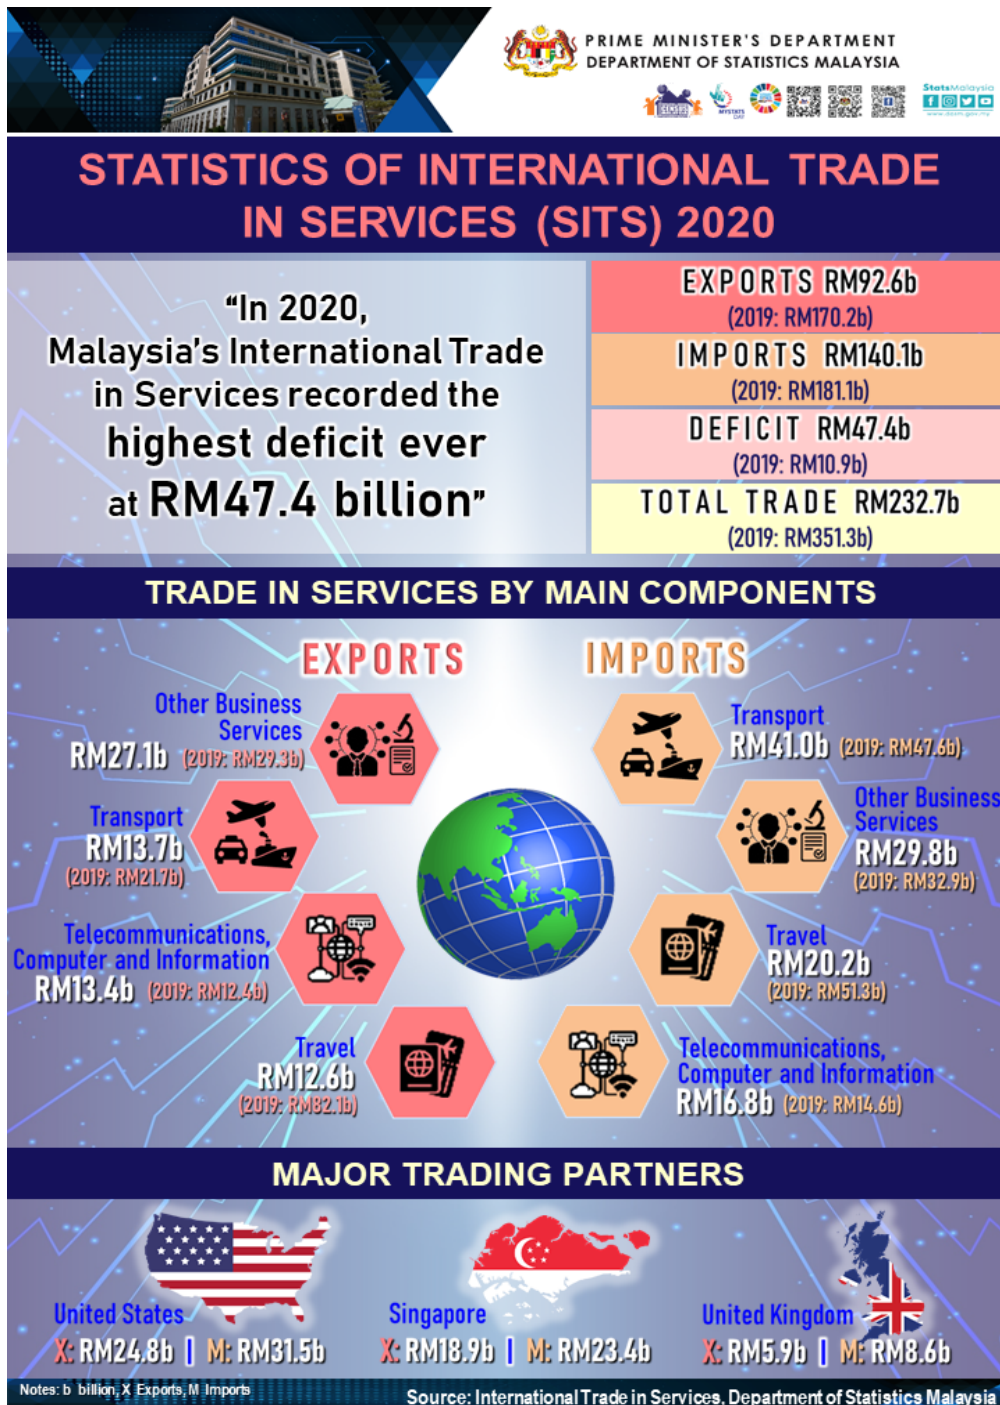 PRIME MINISTER'S DEPARTMENT
DEPARTMENT OF STATISTICS MALAYSIA
CENSUS
MYSTATS
DAY
StatsMalaysia
www.dosm.gov.my
STATISTICS OF INTERNATIONAL TRADE
IN SERVICES (SITS) 2020
“In 2020,
Malaysia's International Trade
in Services recorded the
highest deficit ever
at RM47.4 billion”
EXPORTS RM92.6b
(2019: RM170.2b)
IMPORTS RM140.1b
(2019: RM181.1b)
DEFICIT RM47.4b
(2019: RM10.9b)
TOTAL TRADE RM232.7b
(2019: RM351.3b)
TRADE IN SERVICES BY MAIN COMPONENTS
EXPORTS
Other Business
Services
RM27.1b (2019: RM29.3b)
Transport
RM13.7b
(2019: RM21.7b)
Telecommunications,
Computer and Information
RM13.4b (2019: RM12.4b)
Travel
RM12.6b
(2019: RM82.1b)
IMPORTS
Transport
RM41.0b (2019: RM47.6b)
Other Business
Services
RM29.8b
(2019: RM32.9b)
Travel
RM20.2b
(2019: RM51.3b)
Telecommunications,
Computer and Information
RM16.8b (2019: RM14.6b)
MAJOR TRADING PARTNERS
United States
X: RM24.8b | M: RM31.5b
Singapore
X: RM18.9b | M: RM23.4b
United Kingdom
X: RM5.9b | M: RM8.6b
Notes: b billion, X Exports, M Imports
Source: International Trade in Services, Department of Statistics Malaysia